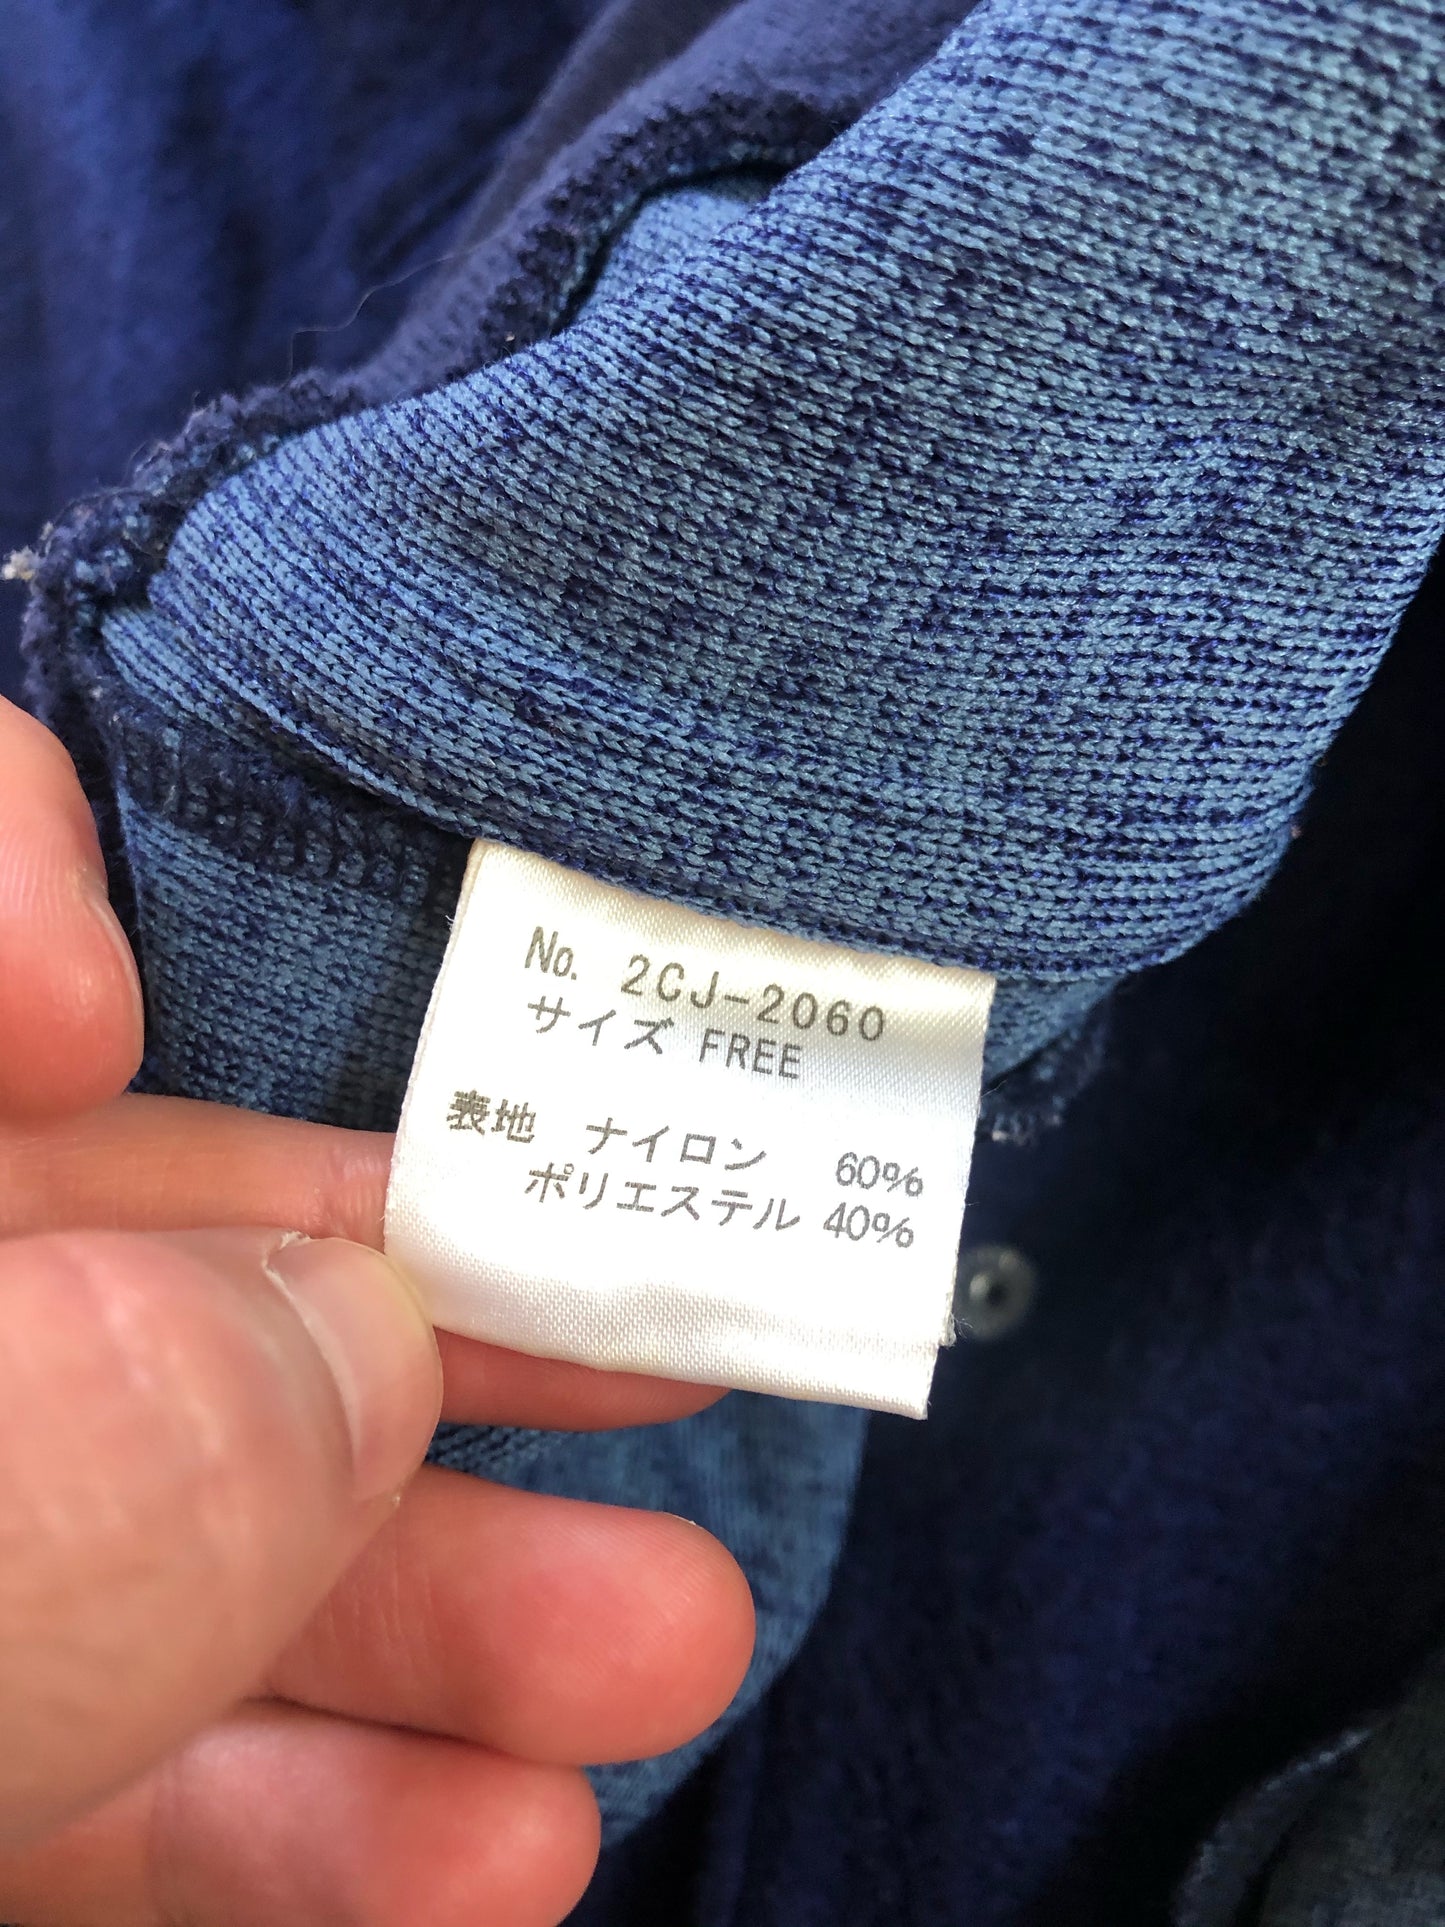 No. 2CJ-2060
サイズ FREE
表地 ナイロン 60%
ポリエステル 40%